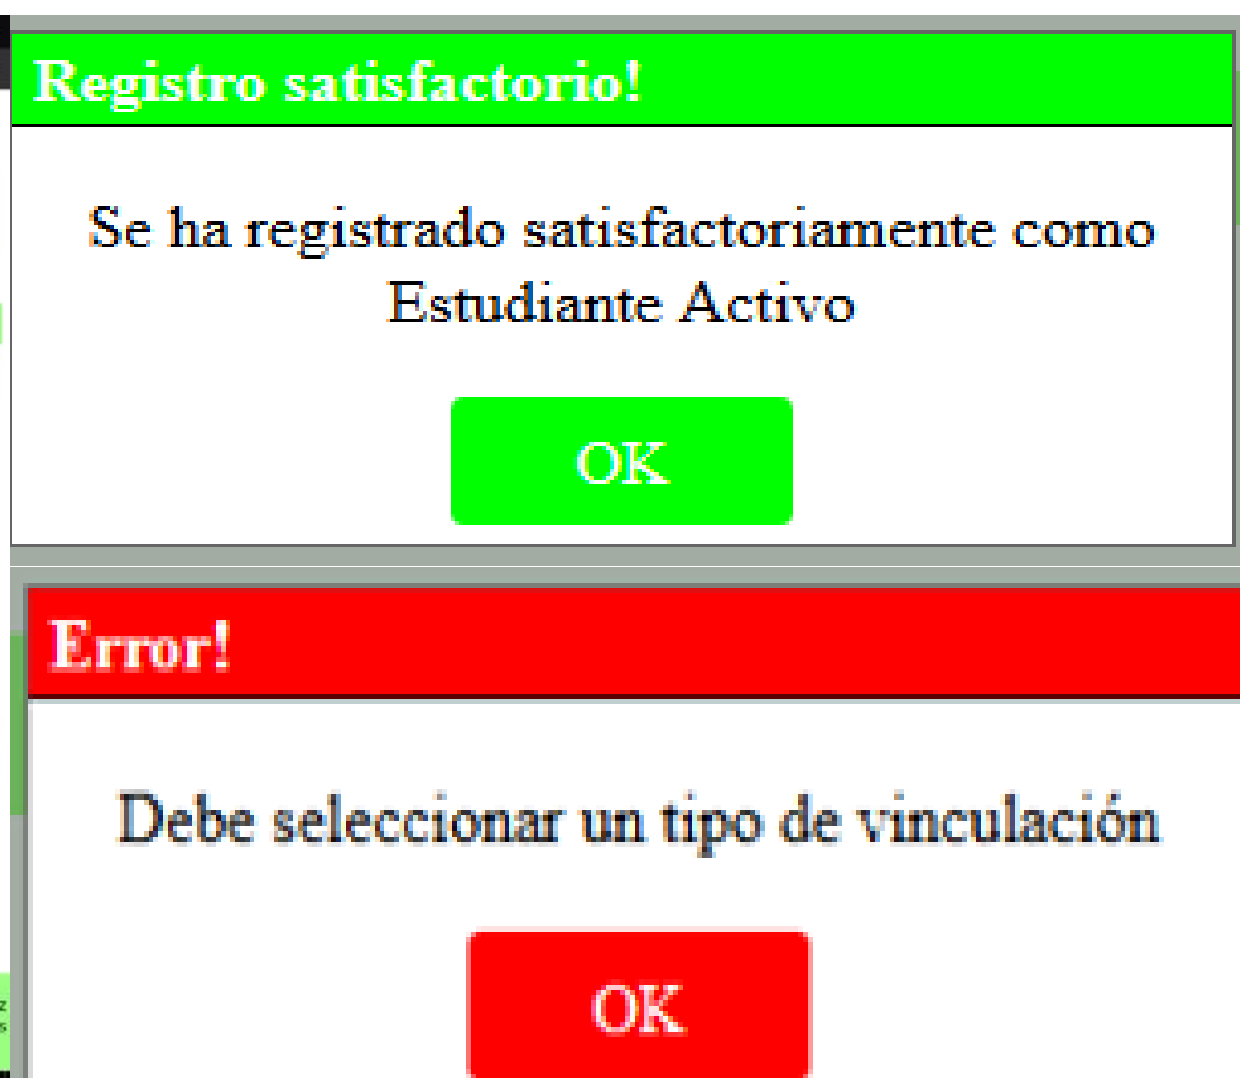 Registro satisfactorio!
Se ha registrado satisfactoriamente como
Estudiante Activo
OK
Error!
Debe seleccionar un tipo de vinculación
OK